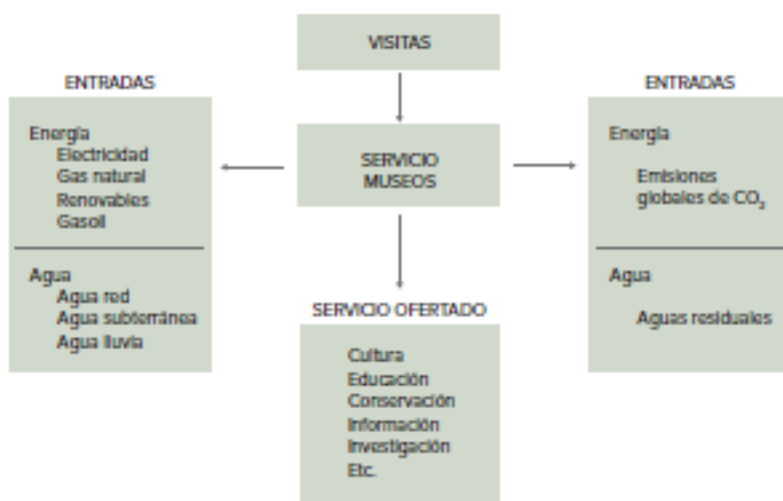 VISITAS
ENTRADAS
Energía
Electricidad
Gas natural
Renovables
Gasoil
Agua
Agua red
Agua subterránea
Agua lluvia
SERVICIO
MUSEOS
SERVICIO OFERTADO
Cultura
Educación
Conservación
Información
Investigación
Etc.
ENTRADAS
Energía
Emisiones
globales de CO₂
Agua
Aguas residuales